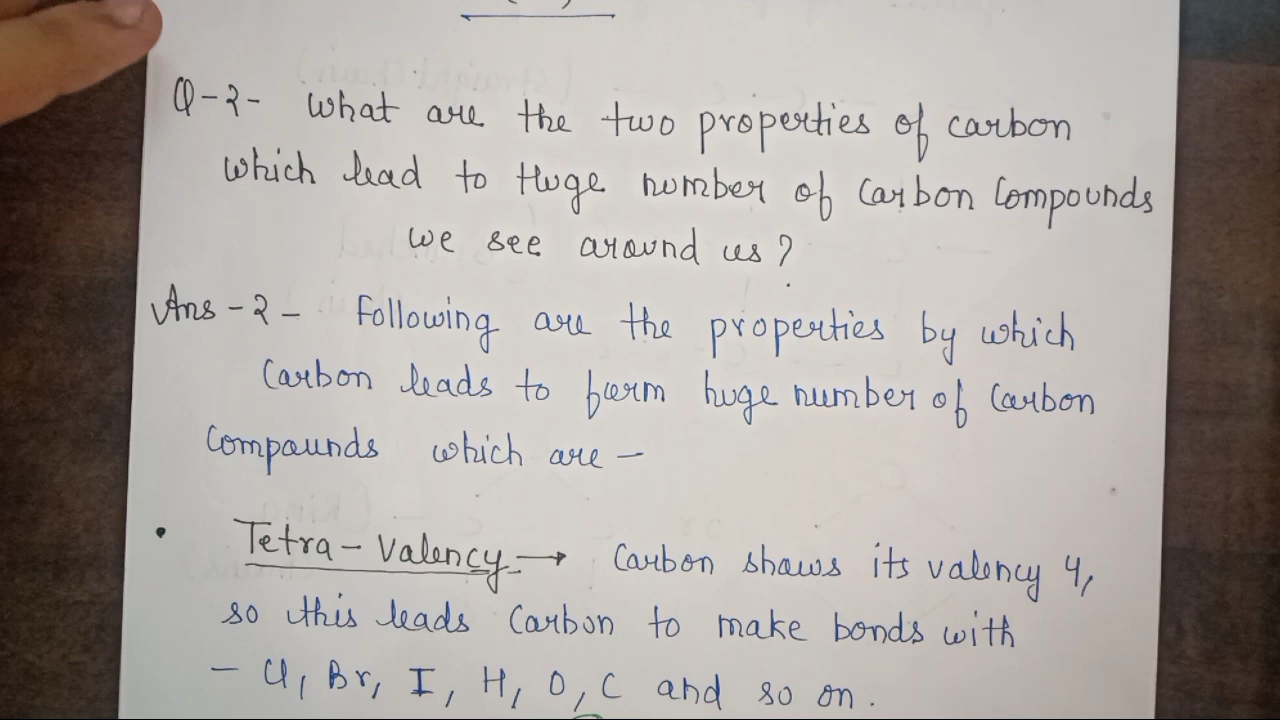 Q-2- What are the two properties of carbon
which lead to Huge number of Carbon Compounds
we see around us?
Ans-2- Following are the properties by which
Carbon leads to form huge number of Carbon
Compounds which are -
• Tetra-Valency → Carbon shows its valency 4,
so this leads Carbon to make bonds with
- Cl, Br, I, H, O, C and so on.